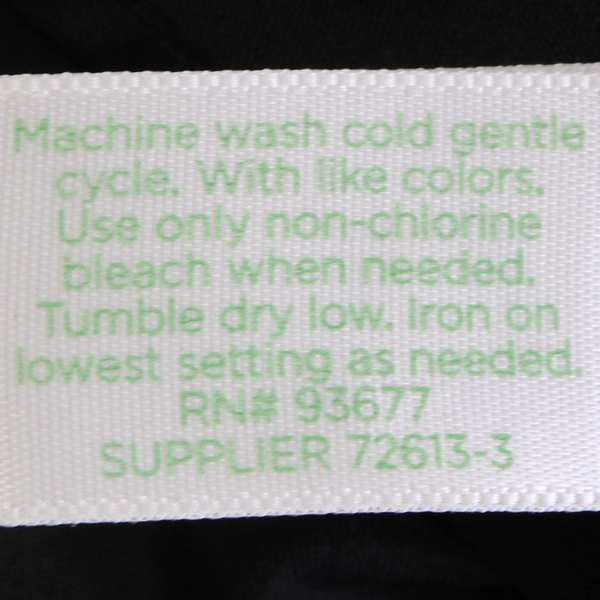 Machine wash cold gentle
cycle. With like colors.
Use only non-chlorine
bleach when needed.
Tumble dry low. Iron on
lowest setting as needed.
RN# 93677
SUPPLIER 72613-3